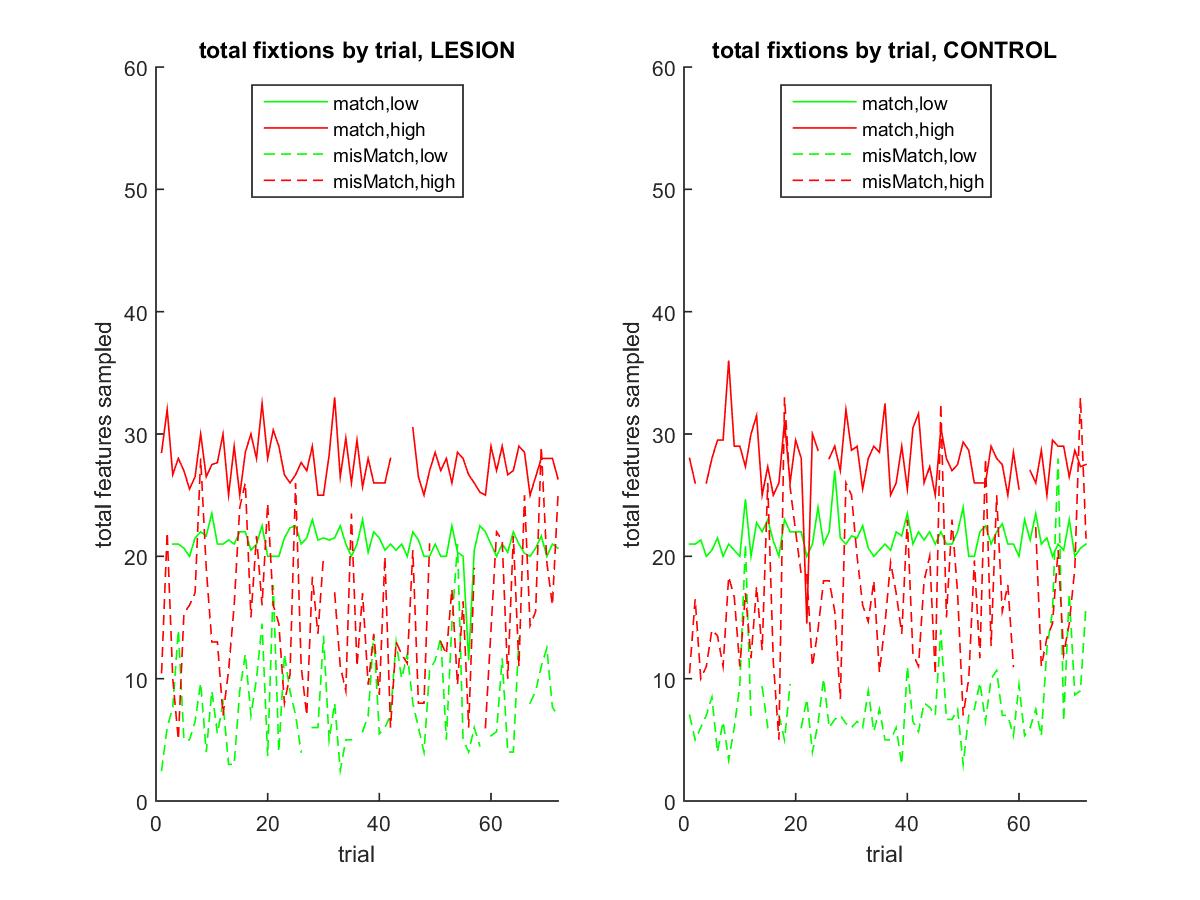 total fixtions by trial, LESION
60
50
40
30
20
10
0
total features sampled
match,low
match,high
misMatch,low
misMatch,high
0 20 40 60
trial
total fixtions by trial, CONTROL
60
50
40
30
20
10
0
total features sampled
match,low
match,high
misMatch,low
misMatch,high
0 20 40 60
trial